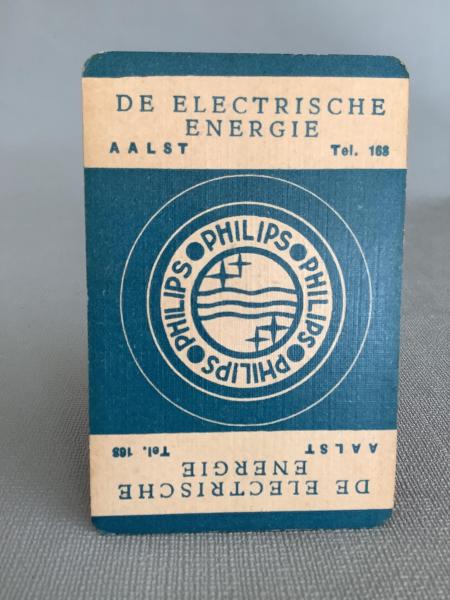 DE ELECTRISCHE
ENERGIE
AALST Tel. 168
PHILIPS PHILIPS PHILIPS PHILIPS
AALST Tel. 168
DE ELECTRISCHE
ENERGIE